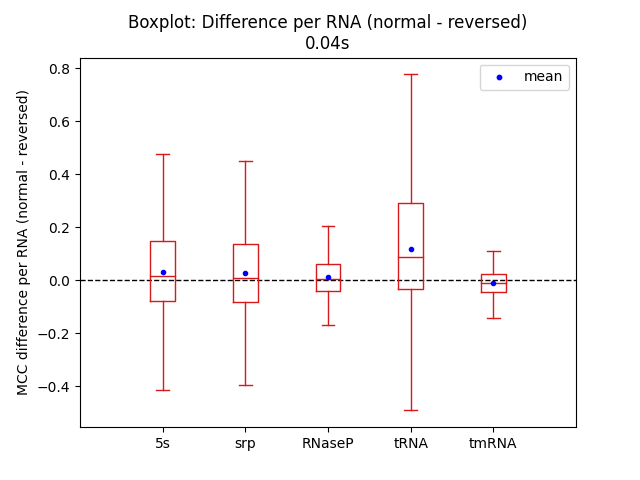 Boxplot: Difference per RNA (normal - reversed)
0.04s
mean
MCC difference per RNA (normal - reversed)
0.8
0.6
0.4
0.2
0.0
−0.2
−0.4
5s
srp
RNaseP
tRNA
tmRNA